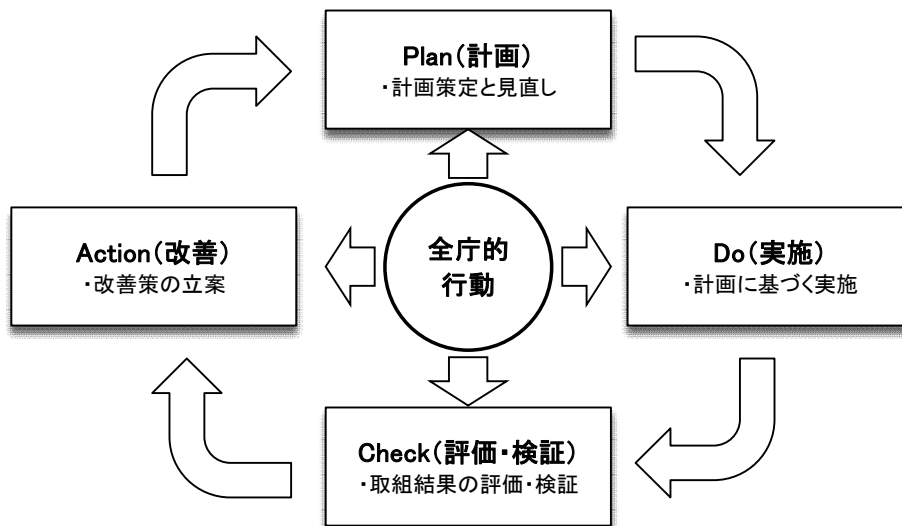 Plan（計画）
・計画策定と見直し
Action（改善）
・改善策の立案
全庁的
行動
Do（実施）
・計画に基づく実施
Check（評価・検証）
・取組結果の評価・検証